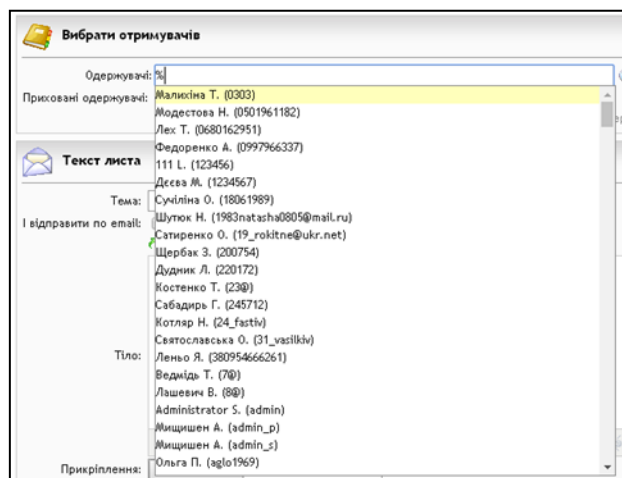 Вибрати отримувачів
Одержувачі: %
Приховані одержувачі:
Малихіна Т. (0303)
Модестова Н. (0501961182)
Лех Т. (0680162951)
Федоренко А. (0997966337)
111 L. (123456)
Дєєва М. (1234567)
Сучіліна О. (18061989)
Шутюк Н. (1983natasha0805@mail.ru)
Сатиренко О. (19_rokitne@ukr.net)
Щербак З. (200754)
Дудник Л. (220172)
Костенко Т. (23@)
Сабадирь Г. (245712)
Котляр Н. (24_fastiv)
Святославська О. (31_vasilkiv)
Леньо Я. (380954666261)
Ведмідь Т. (7@)
Лашевич В. (8@)
Administrator S. (admin)
Мищишен А. (admin_p)
Мищишен А. (admin_s)
Ольга П. (aglo1969)
Текст листа
Тема:
І відправити по email:
Тіло:
Прикріплення: